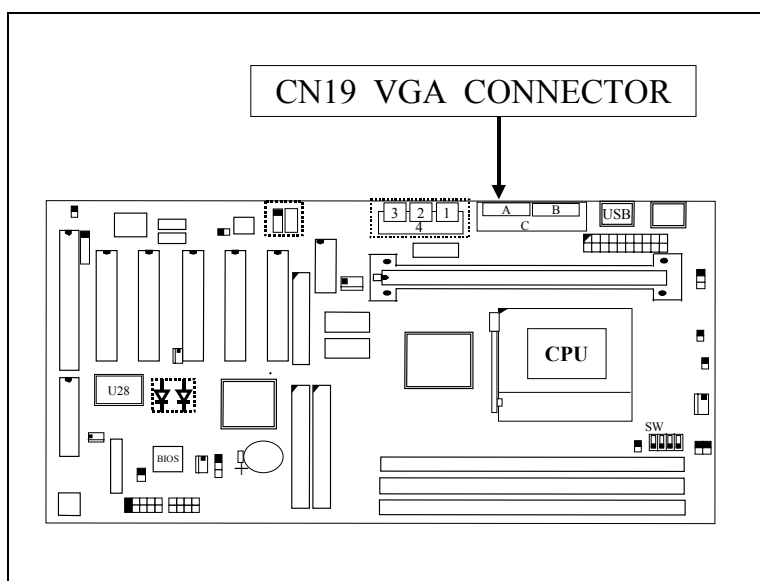 CN19 VGA CONNECTOR
3 2 1 A B USB
4 C
CPU
U28
SW
BIOS